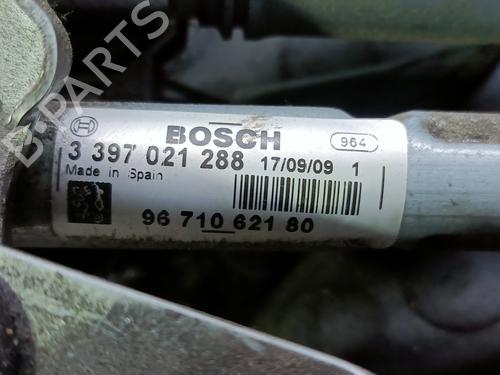 BOSCH
964
3 397 021 288 17/09/09 1
Made in Spain
96 710 621 80
B-PARTS